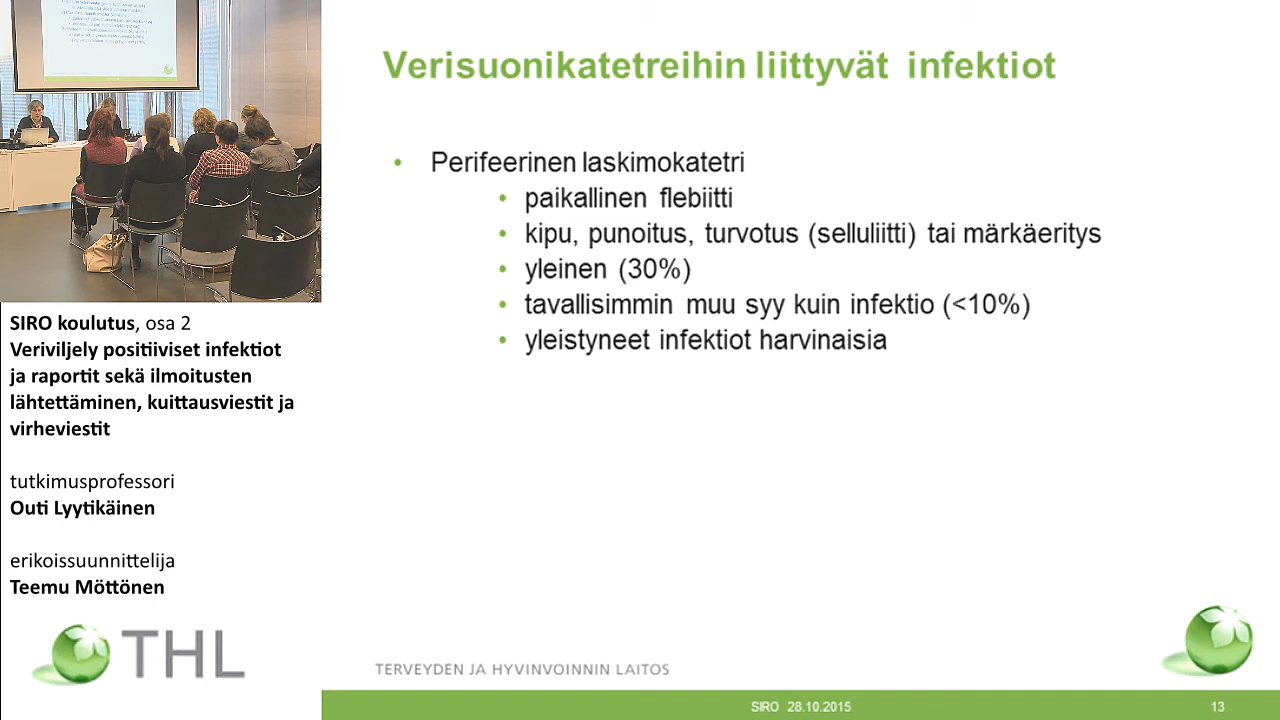 Verisuonikatetreihin liittyvät infektiot
• Perifeerinen laskimokatetri
• paikallinen flebiitti
• kipu, punoitus, turvotus (selluliitti) tai märkäeritys
• yleinen (30%)
• tavallisimmin muu syy kuin infektio (<10%)
• yleistyneet infektiot harvinaisia
SIRO koulutus, osa 2
Veriviljely positiiviset infektiot
ja raportit sekä ilmoitusten
lähtettäminen, kuittausviestit ja
virheviestit
tutkimusprofessori
Outi Lyytikäinen
erikoissuunnittelija
Teemu Möttönen
THL
TERVEYDEN JA HYVINVOINNIN LAITOS
SIRO 28.10.2015
13